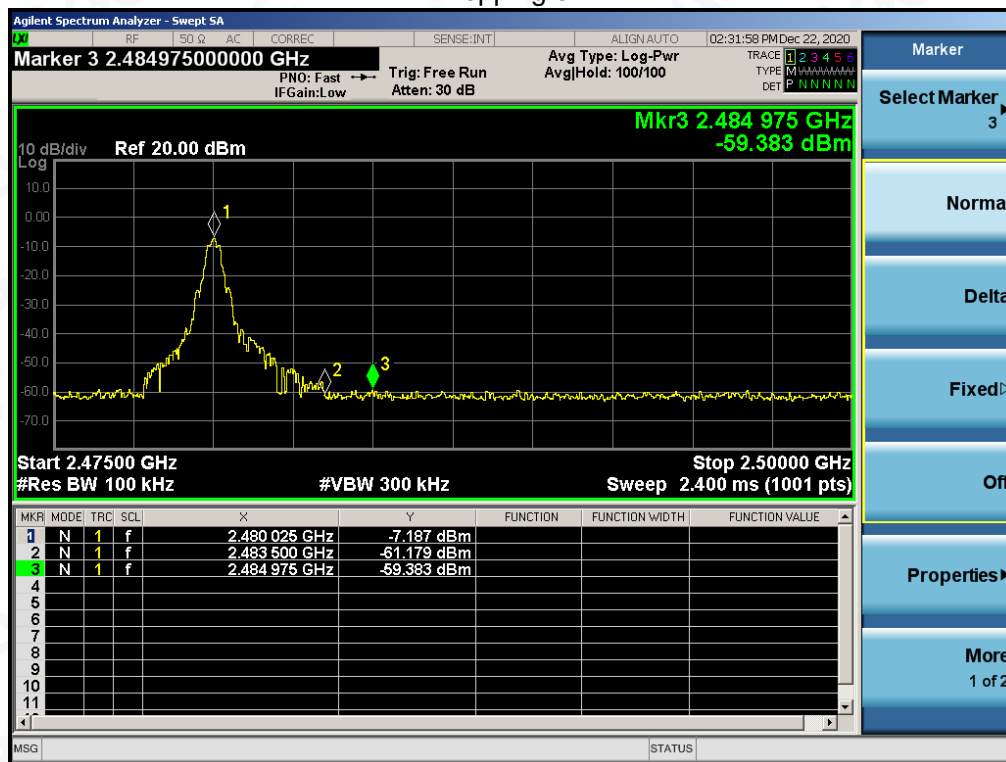 Agilent Spectrum Analyzer - Swept SA
LXI RF 50 Ω AC CORREC SENSE:INT ALIGNAUTO 02:31:58 PM Dec 22, 2020
Marker 3 2.484975000000 GHz
PNO: Fast
IFGain:Low
Trig: Free Run
Atten: 30 dB
Avg Type: Log-Pwr
Avg|Hold: 100/100
TRACE 1 2 3 4 5 6
TYPE M WWWWW
DET P N N N N N
Mkr3 2.484 975 GHz
-59.383 dBm
10 dB/div Ref 20.00 dBm
Log
10.0
0.00
-10.0
-20.0
-30.0
-40.0
-50.0
-60.0
-70.0
1
2
3
Start 2.47500 GHz Stop 2.50000 GHz
#Res BW 100 kHz #VBW 300 kHz Sweep 2.400 ms (1001 pts)
MKR MODE TRC SCL X Y FUNCTION FUNCTION WIDTH FUNCTION VALUE
1 N 1 f 2.480 025 GHz -7.187 dBm
2 N 1 f 2.483 500 GHz -61.179 dBm
3 N 1 f 2.484 975 GHz -59.383 dBm
4
5
6
7
8
9
10
11
MSG STATUS
Marker
Select Marker
3
Norma
Delta
Fixed
Off
Properties
More
1 of 2